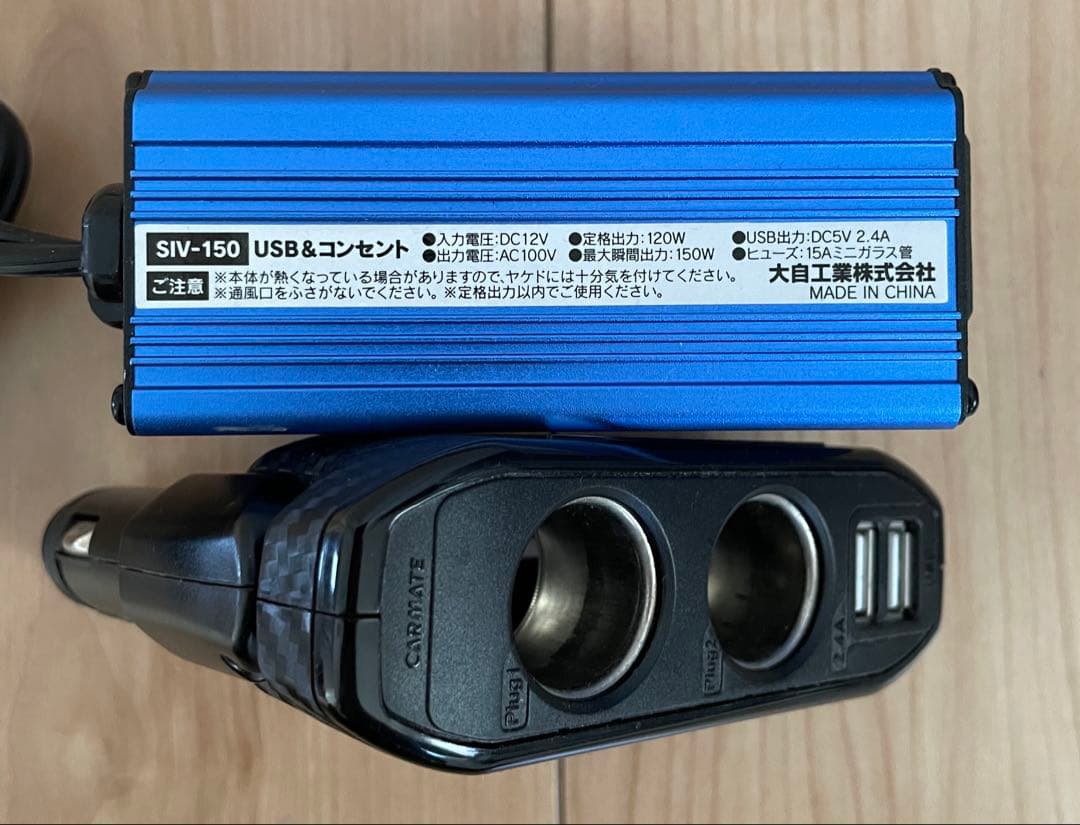 SIV-150 USB&コンセント ●入力電圧:DC12V ●定格出力:120W ●USB出力:DC5V 2.4A
●出力電圧:AC100V ●最大瞬間出力:150W ●ヒューズ:15Aミニガラス管
ご注意 ※本体が熱くなっている場合がありますので、ヤケドには十分気を付けてください。 大自工業株式会社
※通風口をふさがないでください。※定格出力以内でご使用ください。 MADE IN CHINA
CARMATE
Plug1
Plug2
2.4A